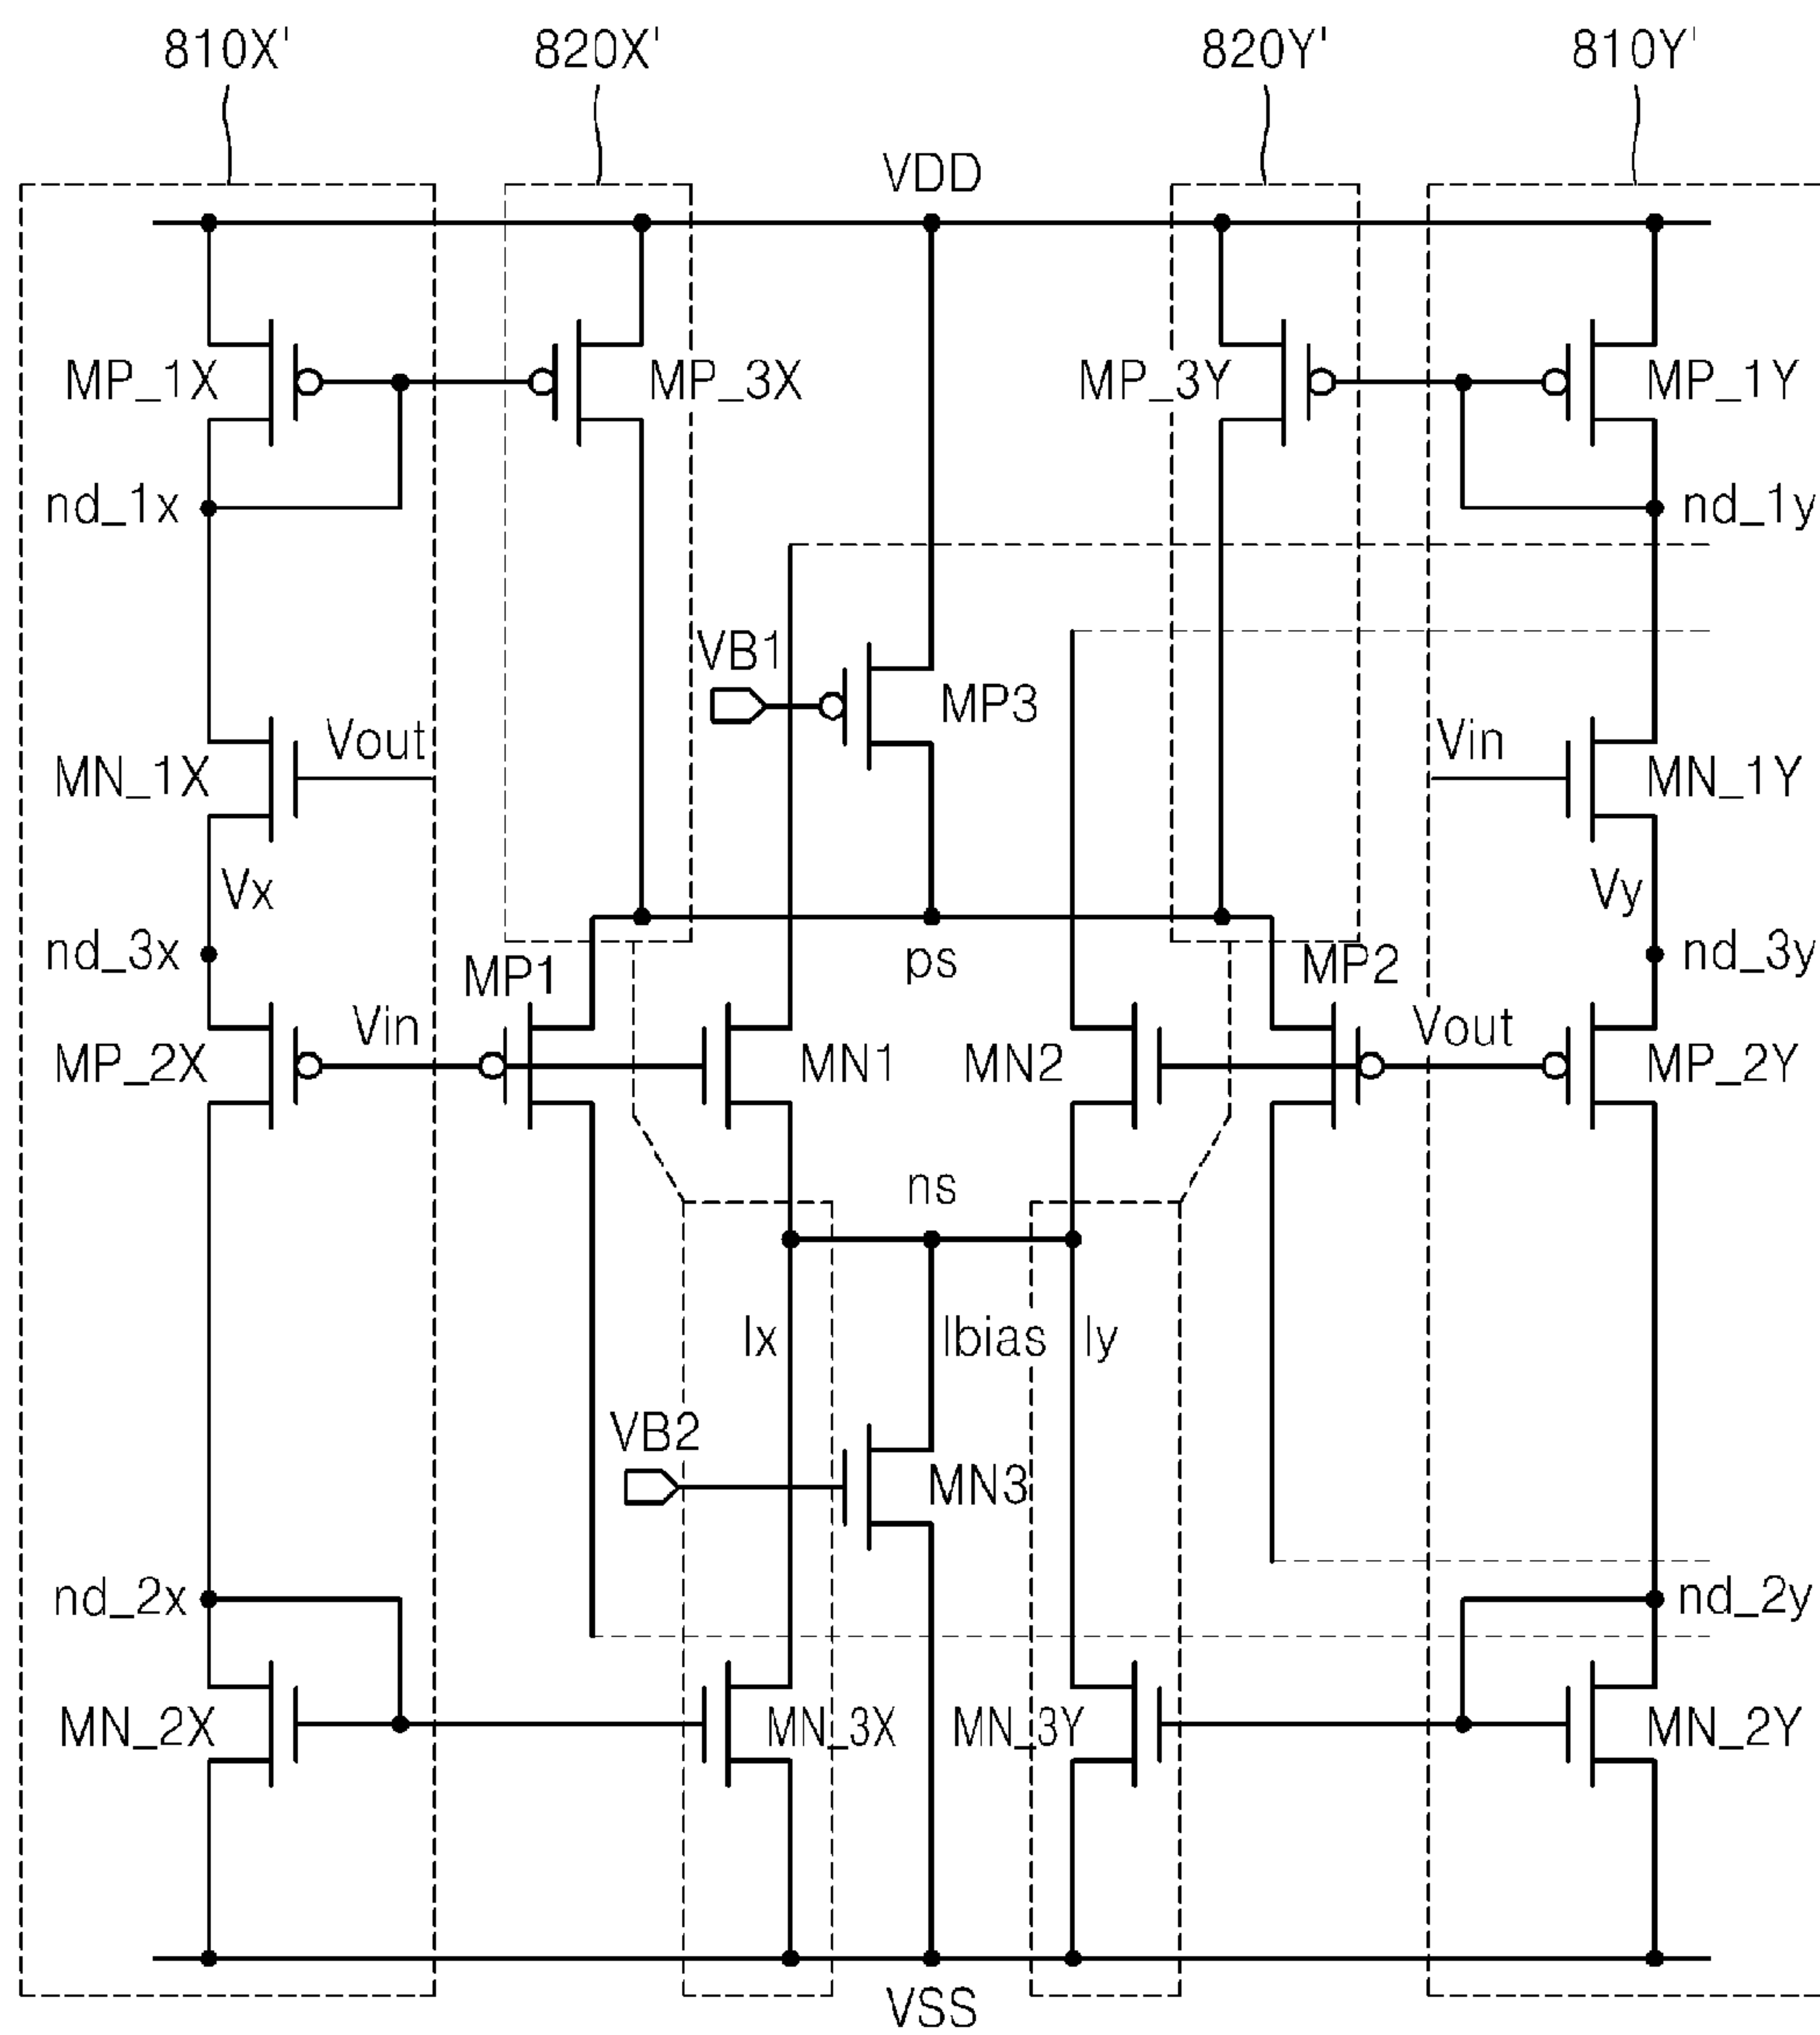 810X' 820X' 820Y' 810Y'
VDD
MP_1X MP_3X MP_3Y MP_1Y
nd_1x nd_1y
VB1
MP3
Vout Vin
MN_1X MN_1Y
Vx Vy
nd_3x MP1 ps MP2 nd_3y
Vin Vout
MP_2X MN1 MN2 MP_2Y
ns
Ix Ibias Iy
VB2
MN3
nd_2x nd_2y
MN_2X MN_3X MN_3Y MN_2Y
VSS